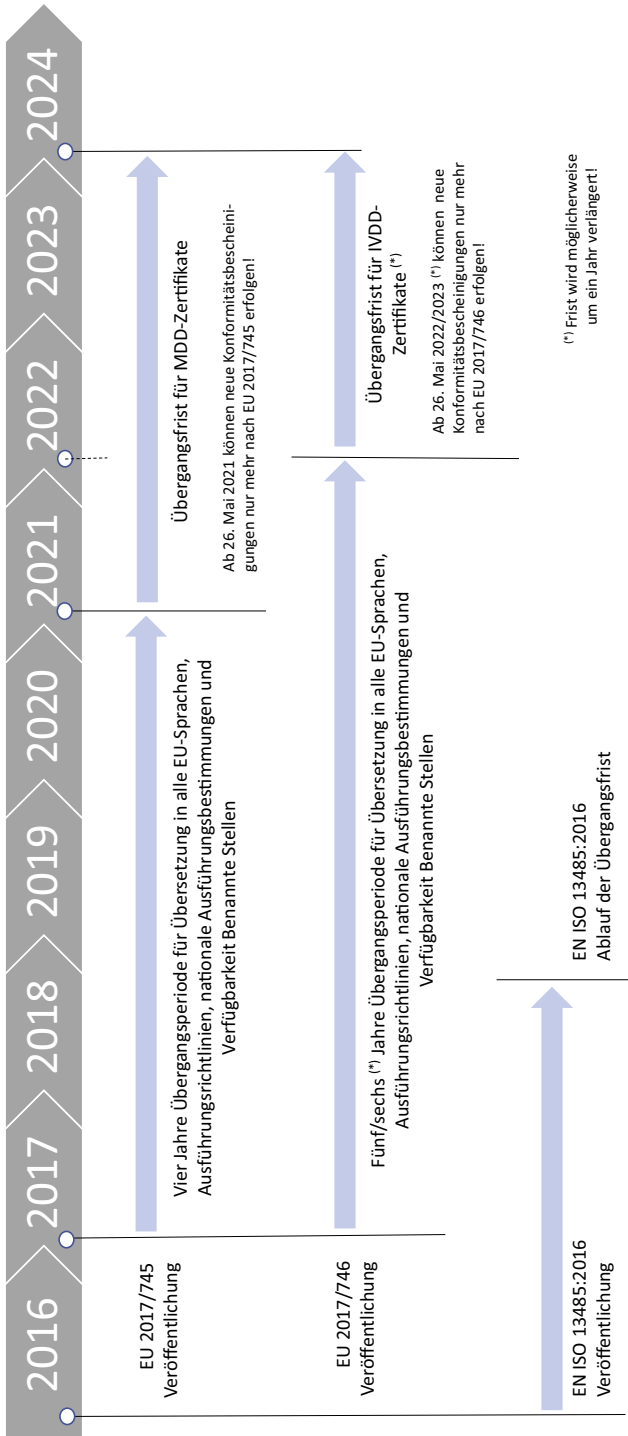 2016 2017 2018 2019 2020 2021 2022 2023 2024
EU 2017/745
Veröffentlichung
Vier Jahre Übergangsperiode für Übersetzung in alle EU-Sprachen,
Ausführungsrichtlinien, nationale Ausführungsbestimmungen und
Verfügbarkeit Benannte Stellen
Übergangsfrist für MDD-Zertifikate
Ab 26. Mai 2021 können neue Konformitätsbescheini-
gungen nur mehr nach EU 2017/745 erfolgen!
EU 2017/746
Veröffentlichung
Fünf/sechs (*) Jahre Übergangsperiode für Übersetzung in alle EU-Sprachen,
Ausführungsrichtlinien, nationale Ausführungsbestimmungen und
Verfügbarkeit Benannte Stellen
Übergangsfrist für IVDD-
Zertifikate (*)
Ab 26. Mai 2022/2023 (*) können neue
Konformitätsbescheinigungen nur mehr
nach EU 2017/746 erfolgen!
EN ISO 13485:2016
Veröffentlichung
EN ISO 13485:2016
Ablauf der Übergangsfrist
(*) Frist wird möglicherweise
um ein Jahr verlängert!